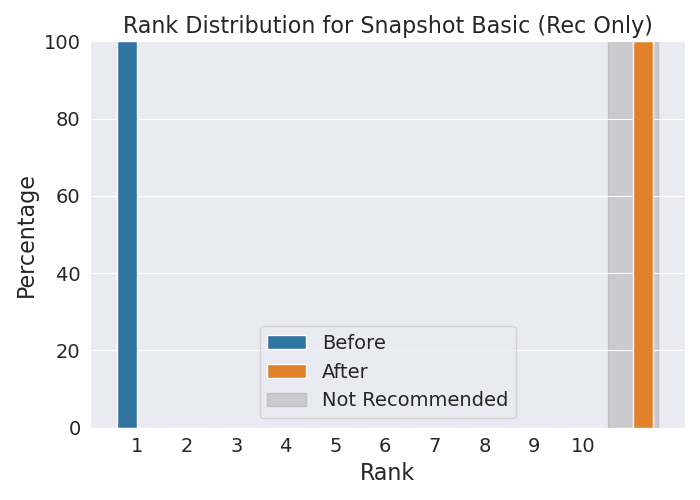 Rank Distribution for Snapshot Basic (Rec Only)
100
80
60
40
20
0
Percentage
Before
After
Not Recommended
1 2 3 4 5 6 7 8 9 10
Rank